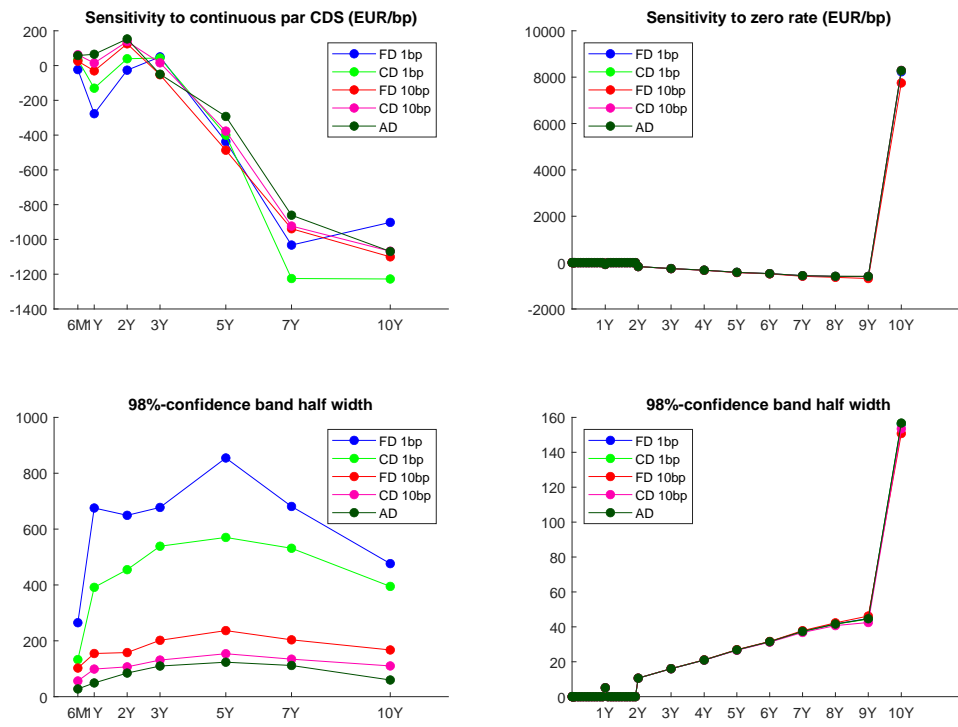 Sensitivity to continuous par CDS (EUR/bp)
200
0
-200
-400
-600
-800
-1000
-1200
-1400
6M 1Y 2Y 3Y 5Y 7Y 10Y
FD 1bp
CD 1bp
FD 10bp
CD 10bp
AD
Sensitivity to zero rate (EUR/bp)
10000
8000
6000
4000
2000
0
-2000
1Y 2Y 3Y 4Y 5Y 6Y 7Y 8Y 9Y 10Y
FD 1bp
CD 1bp
FD 10bp
CD 10bp
AD
98%-confidence band half width
1000
800
600
400
200
0
6M 1Y 2Y 3Y 5Y 7Y 10Y
FD 1bp
CD 1bp
FD 10bp
CD 10bp
AD
98%-confidence band half width
160
140
120
100
80
60
40
20
0
1Y 2Y 3Y 4Y 5Y 6Y 7Y 8Y 9Y 10Y
FD 1bp
CD 1bp
FD 10bp
CD 10bp
AD